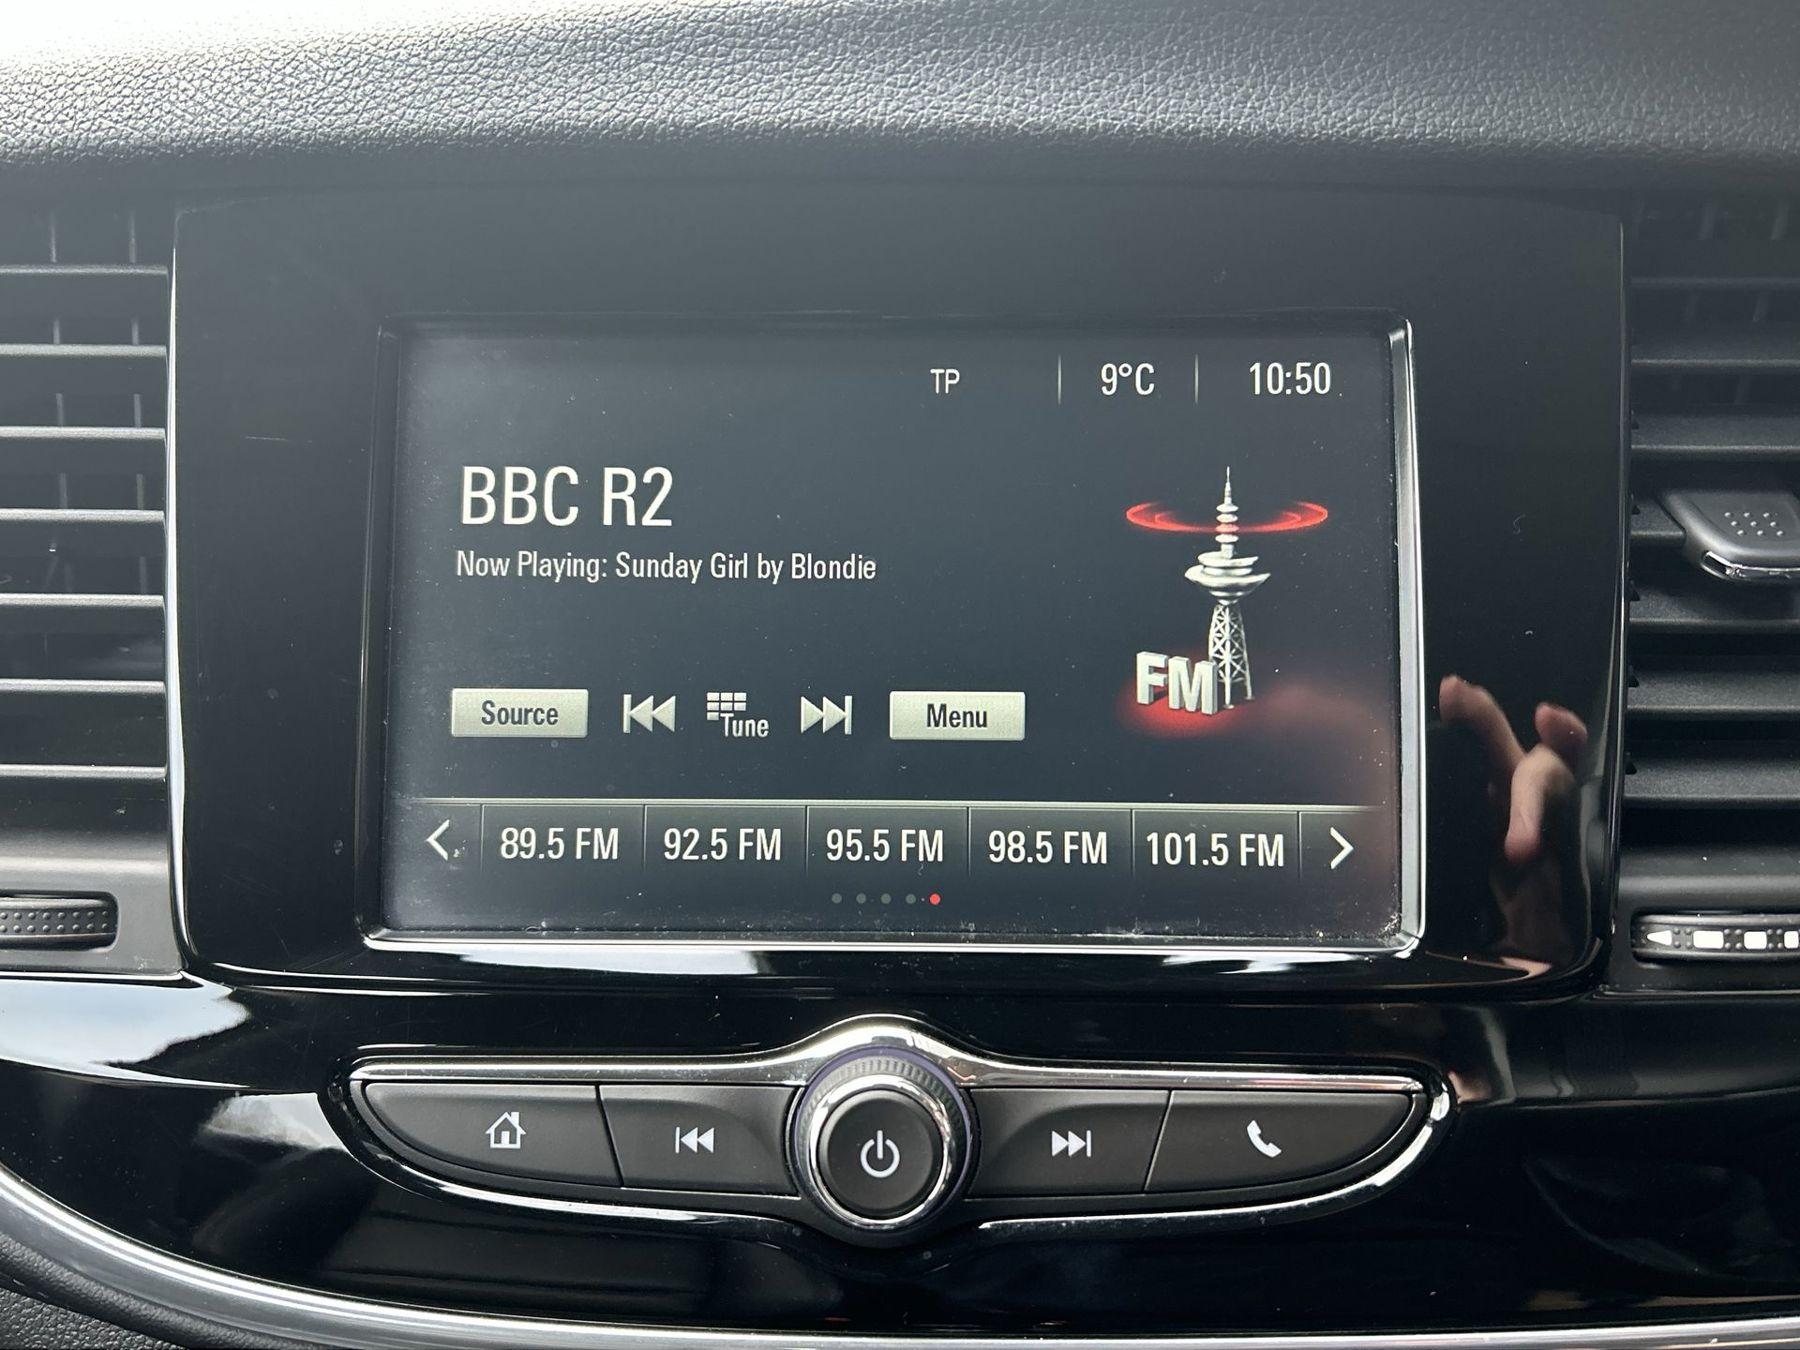 TP 9°C 10:50
BBC R2
Now Playing: Sunday Girl by Blondie
FM
Source Tune Menu
89.5 FM 92.5 FM 95.5 FM 98.5 FM 101.5 FM